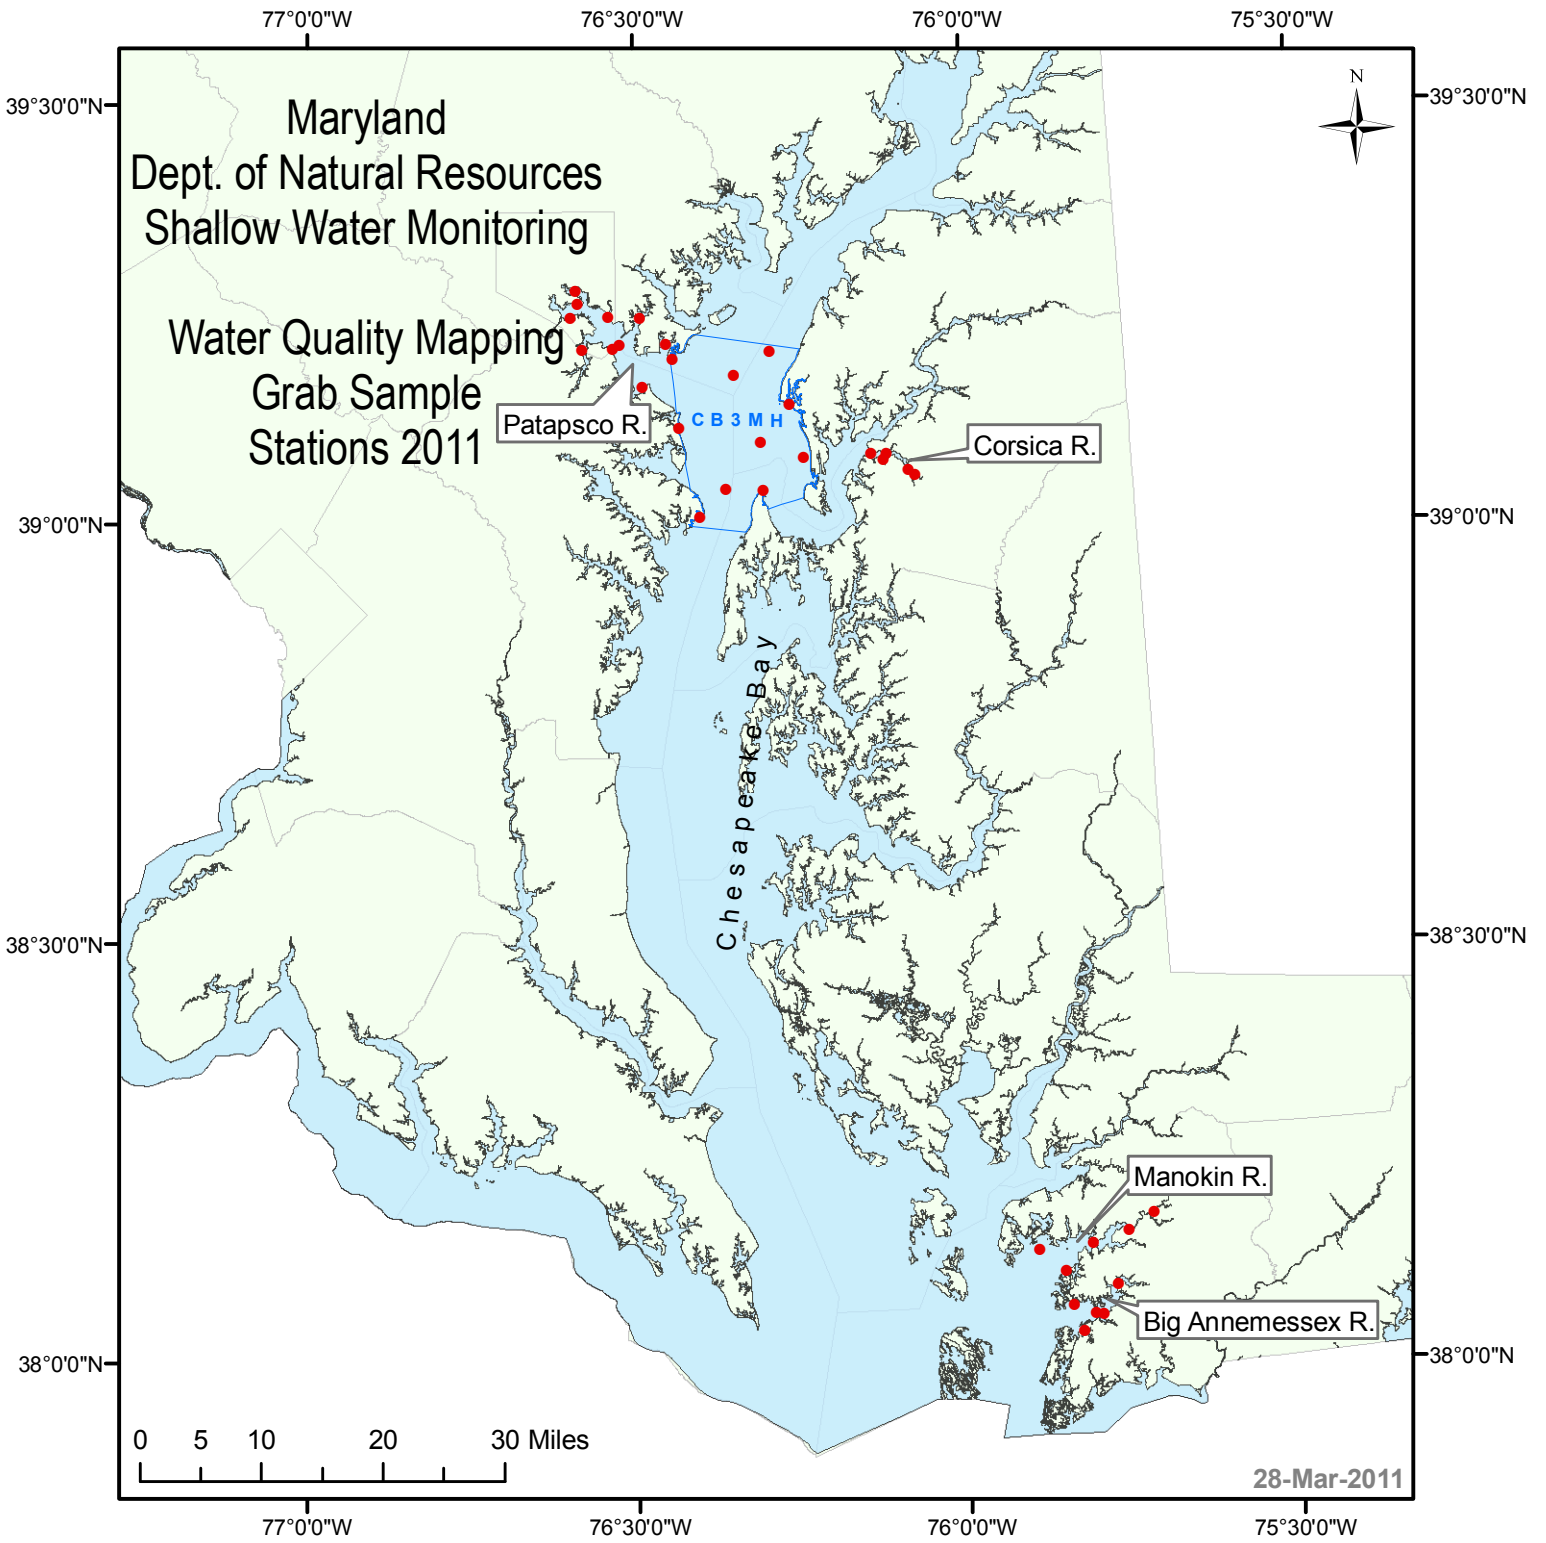 77°0'0"W 76°30'0"W 76°0'0"W 75°30'0"W
39°30'0"N 39°30'0"N
Maryland
Dept. of Natural Resources
Shallow Water Monitoring
N
Water Quality Mapping
Grab Sample
Stations 2011
Patapsco R.
CB3MH
Corsica R.
39°0'0"N 39°0'0"N
Chesapeake Bay
38°30'0"N 38°30'0"N
Manokin R.
Big Annemessex R.
38°0'0"N 38°0'0"N
0 5 10 20 30 Miles
28-Mar-2011
77°0'0"W 76°30'0"W 76°0'0"W 75°30'0"W